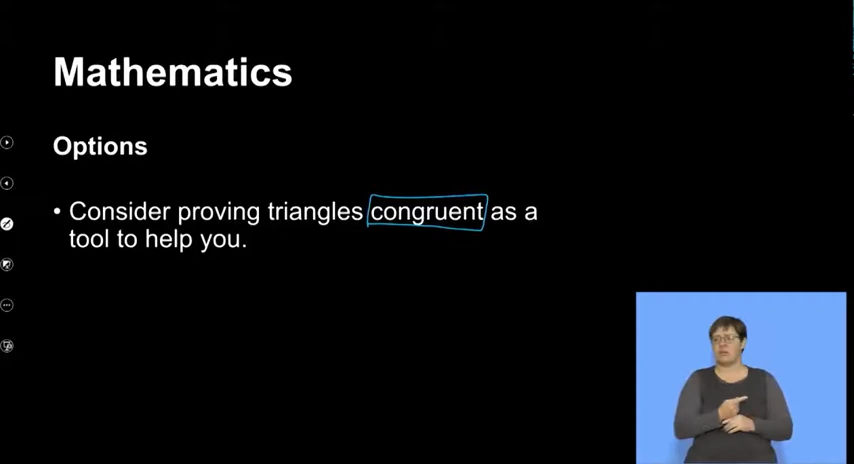 Mathematics
Options
• Consider proving triangles congruent as a
tool to help you.